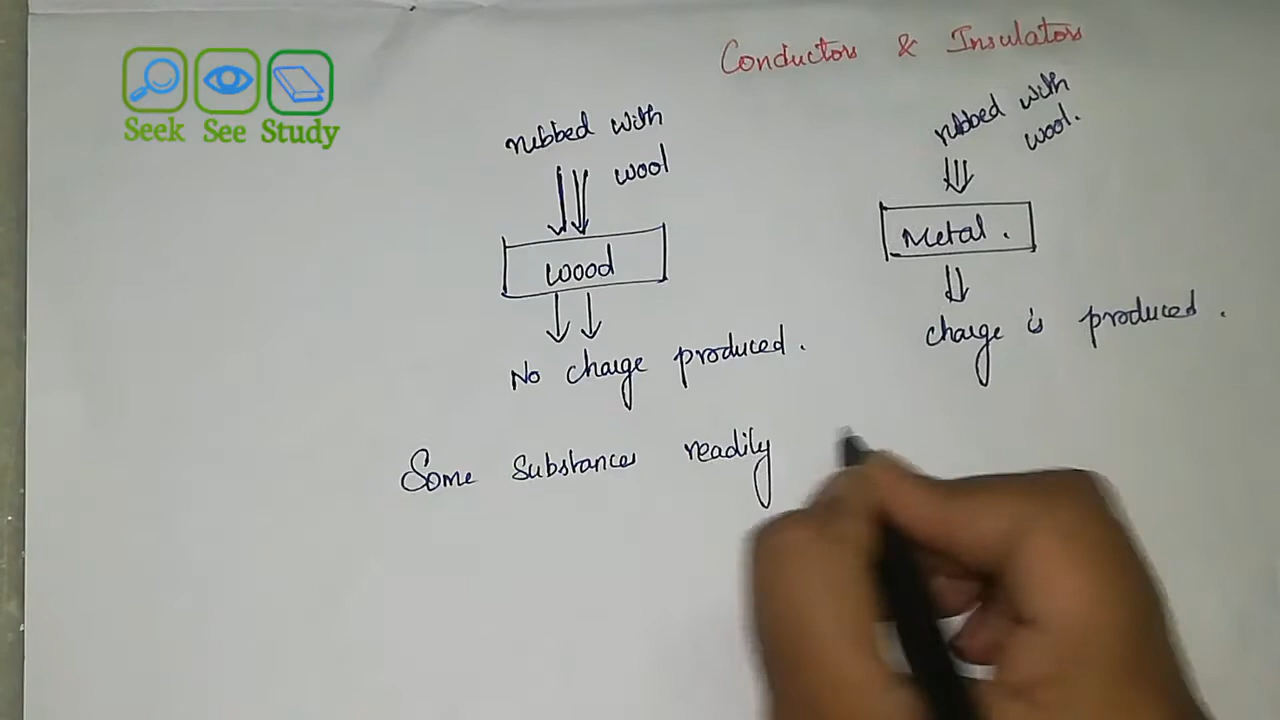 Conductors & Insulators
Seek See Study
rubbed with
wool
wood
No charge produced.
rubbed with
wool.
Metal.
charge is produced.
Some substances readily